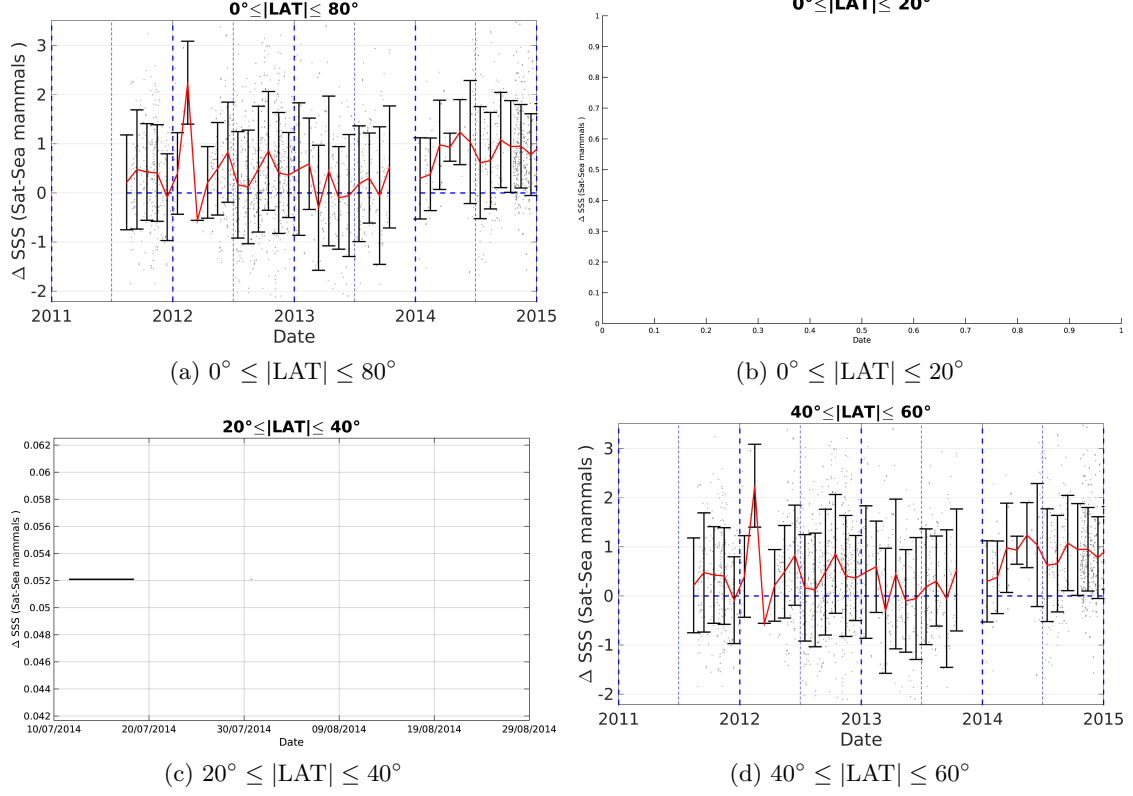 0°≤|LAT|≤ 80°
3
2
1
0
-1
-2
Δ SSS (Sat-Sea mammals )
2011 2012 2013 2014 2015
Date
(a) 0° ≤ |LAT| ≤ 80°
0°≤|LAT|≤ 20°
1
0.9
0.8
0.7
0.6
0.5
0.4
0.3
0.2
0.1
0
Δ SSS (Sat-Sea mammals )
0 0.1 0.2 0.3 0.4 0.5 0.6 0.7 0.8 0.9 1
Date
(b) 0° ≤ |LAT| ≤ 20°
20°≤|LAT|≤ 40°
0.062
0.06
0.058
0.056
0.054
0.052
0.05
0.048
0.046
0.044
0.042
Δ SSS (Sat-Sea mammals )
10/07/2014 20/07/2014 30/07/2014 09/08/2014 19/08/2014 29/08/2014
Date
(c) 20° ≤ |LAT| ≤ 40°
40°≤|LAT|≤ 60°
3
2
1
0
-1
-2
Δ SSS (Sat-Sea mammals )
2011 2012 2013 2014 2015
Date
(d) 40° ≤ |LAT| ≤ 60°